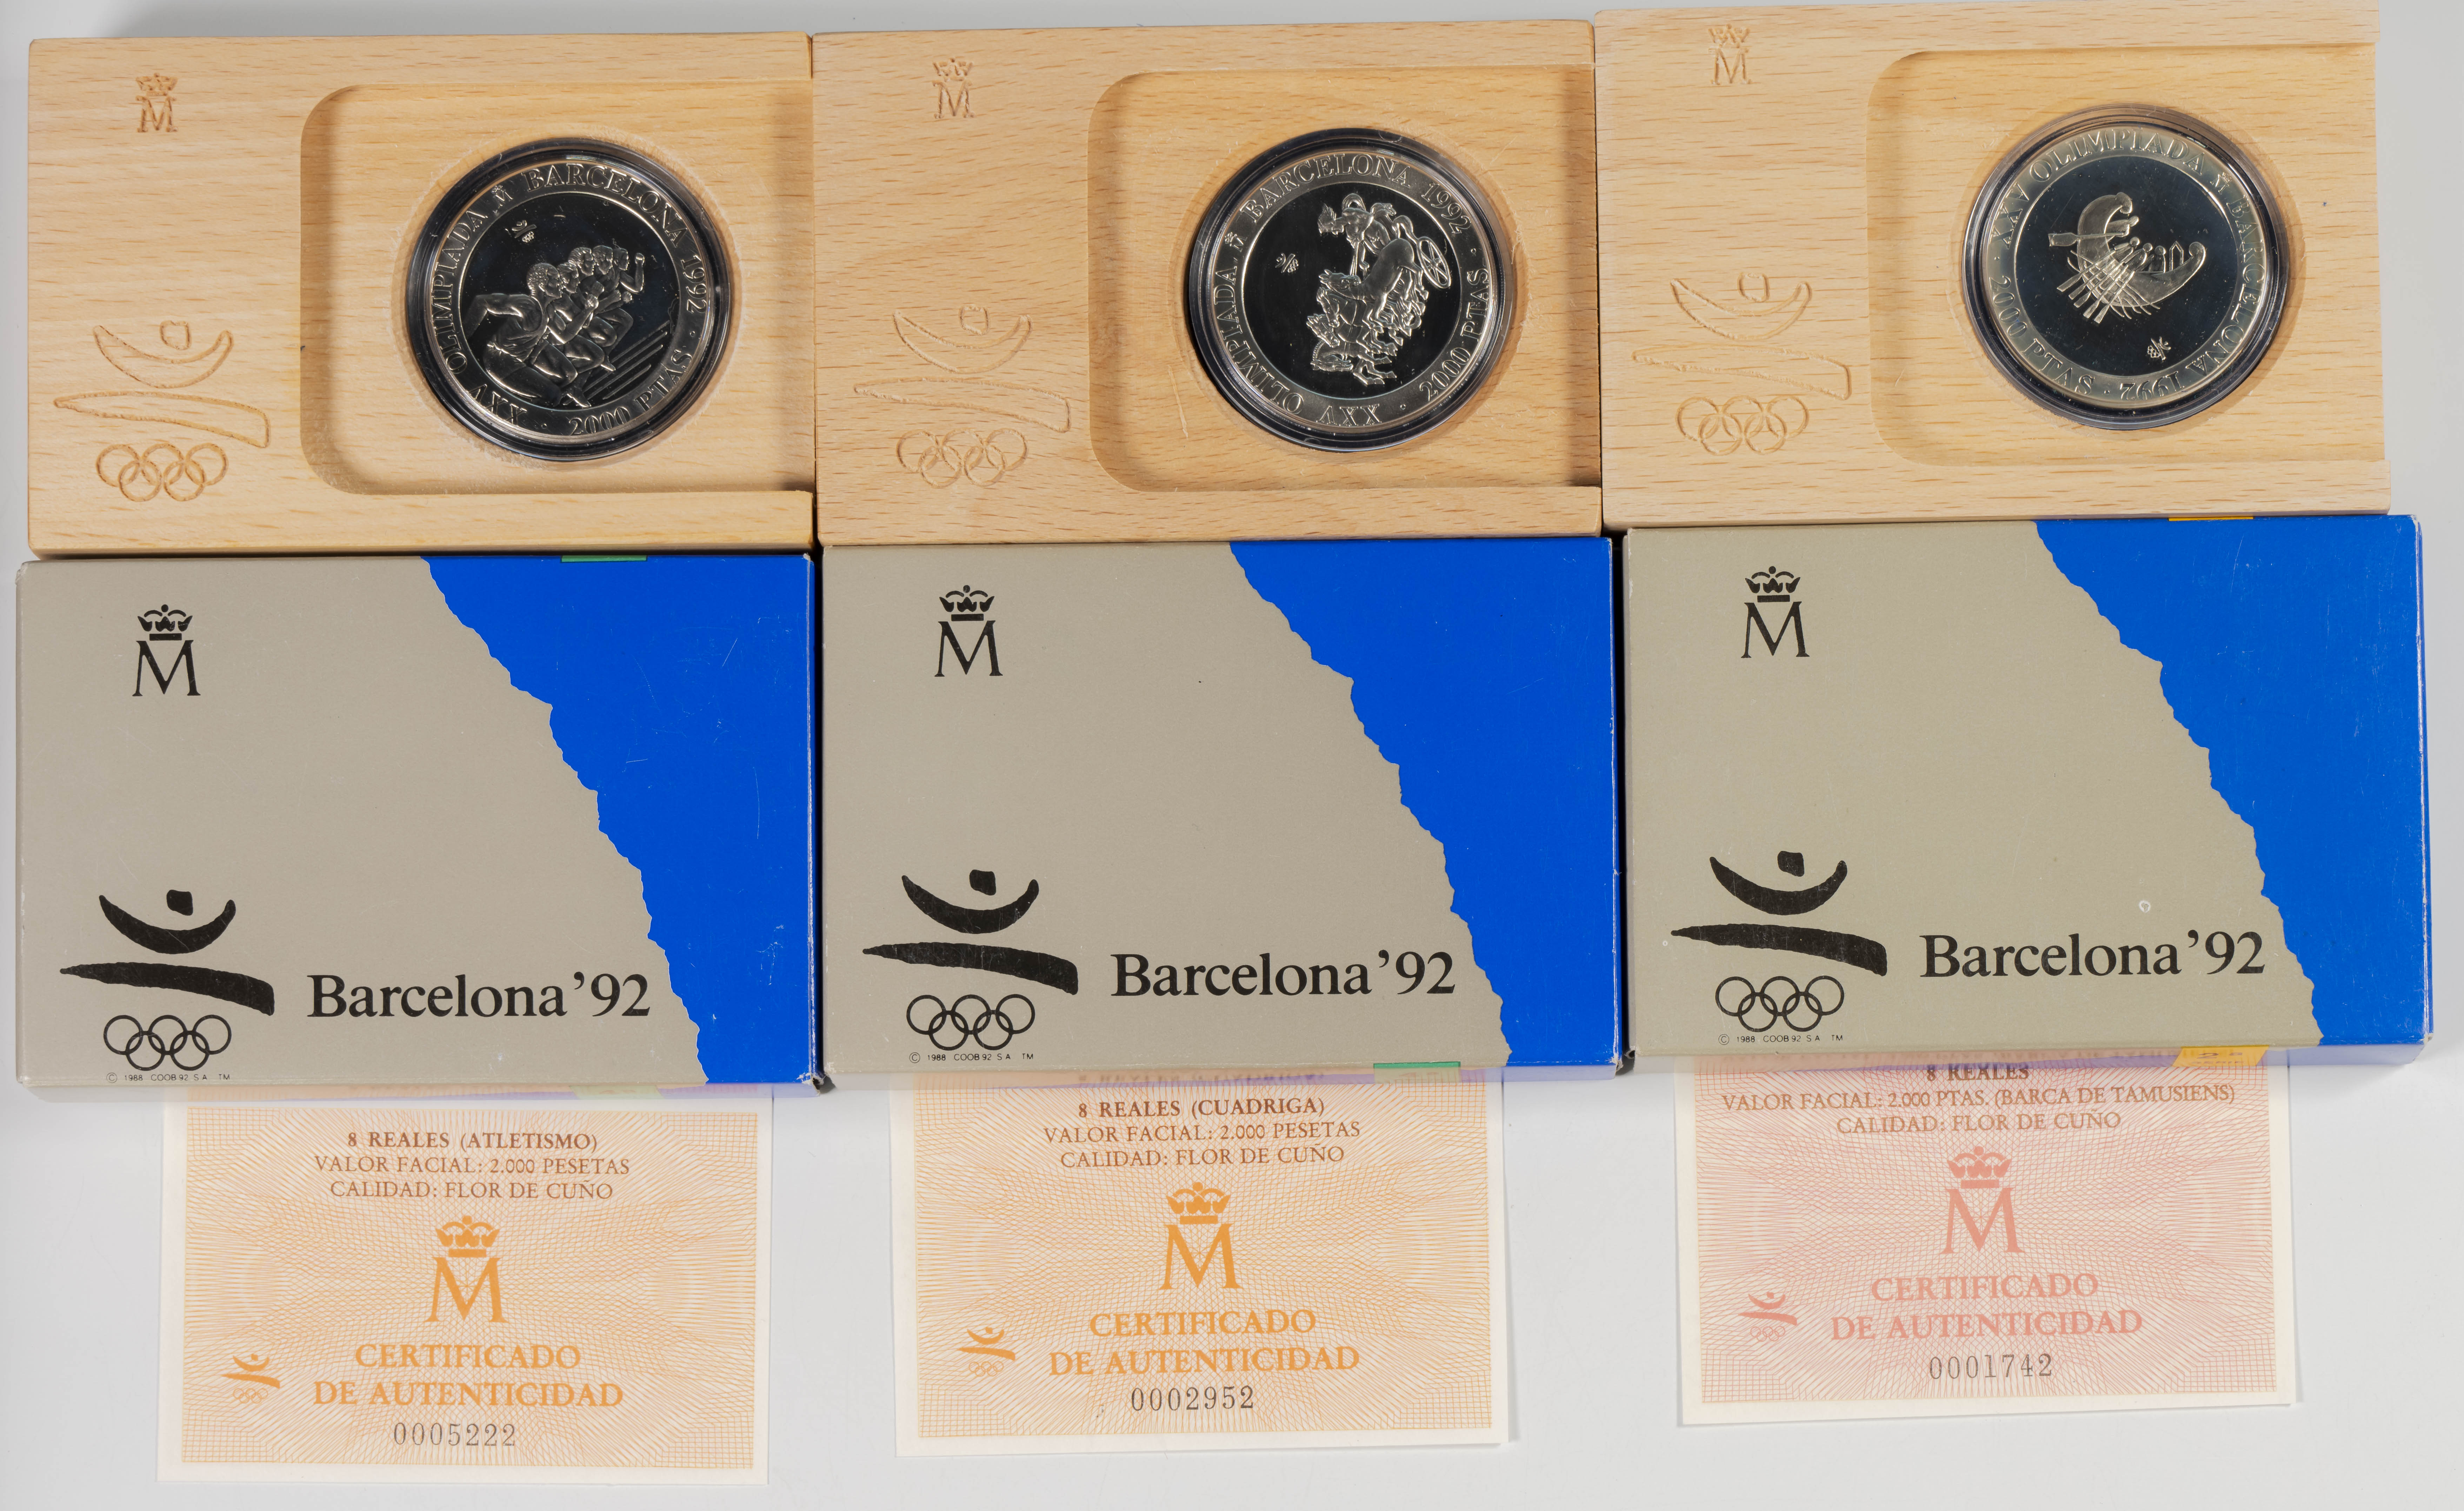 M
XXV OLIMPIADA M BARCELONA 1992 · 2000 PTAS ·
M
XXV OLIMPIADA M BARCELONA 1992 · 2000 PTAS ·
M
XXV OLIMPIADA M BARCELONA 1992 · 2000 PTAS ·
M
Barcelona '92
© 1988 COOB 92 S A TM
M
Barcelona '92
© 1988 COOB 92 S A TM
M
Barcelona '92
© 1988 COOB 92 S A TM
8 REALES (ATLETISMO)
VALOR FACIAL: 2.000 PESETAS
CALIDAD: FLOR DE CUÑO
M
CERTIFICADO
DE AUTENTICIDAD
0005222
8 REALES (CUADRIGA)
VALOR FACIAL: 2.000 PESETAS
CALIDAD: FLOR DE CUÑO
M
CERTIFICADO
DE AUTENTICIDAD
0002952
8 REALES
VALOR FACIAL: 2.000 PTAS. (BARCA DE TAMUSIENS)
CALIDAD: FLOR DE CUÑO
M
CERTIFICADO
DE AUTENTICIDAD
0001742